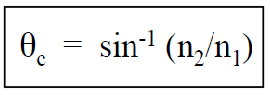 θc = sin-1 (n2/n1)